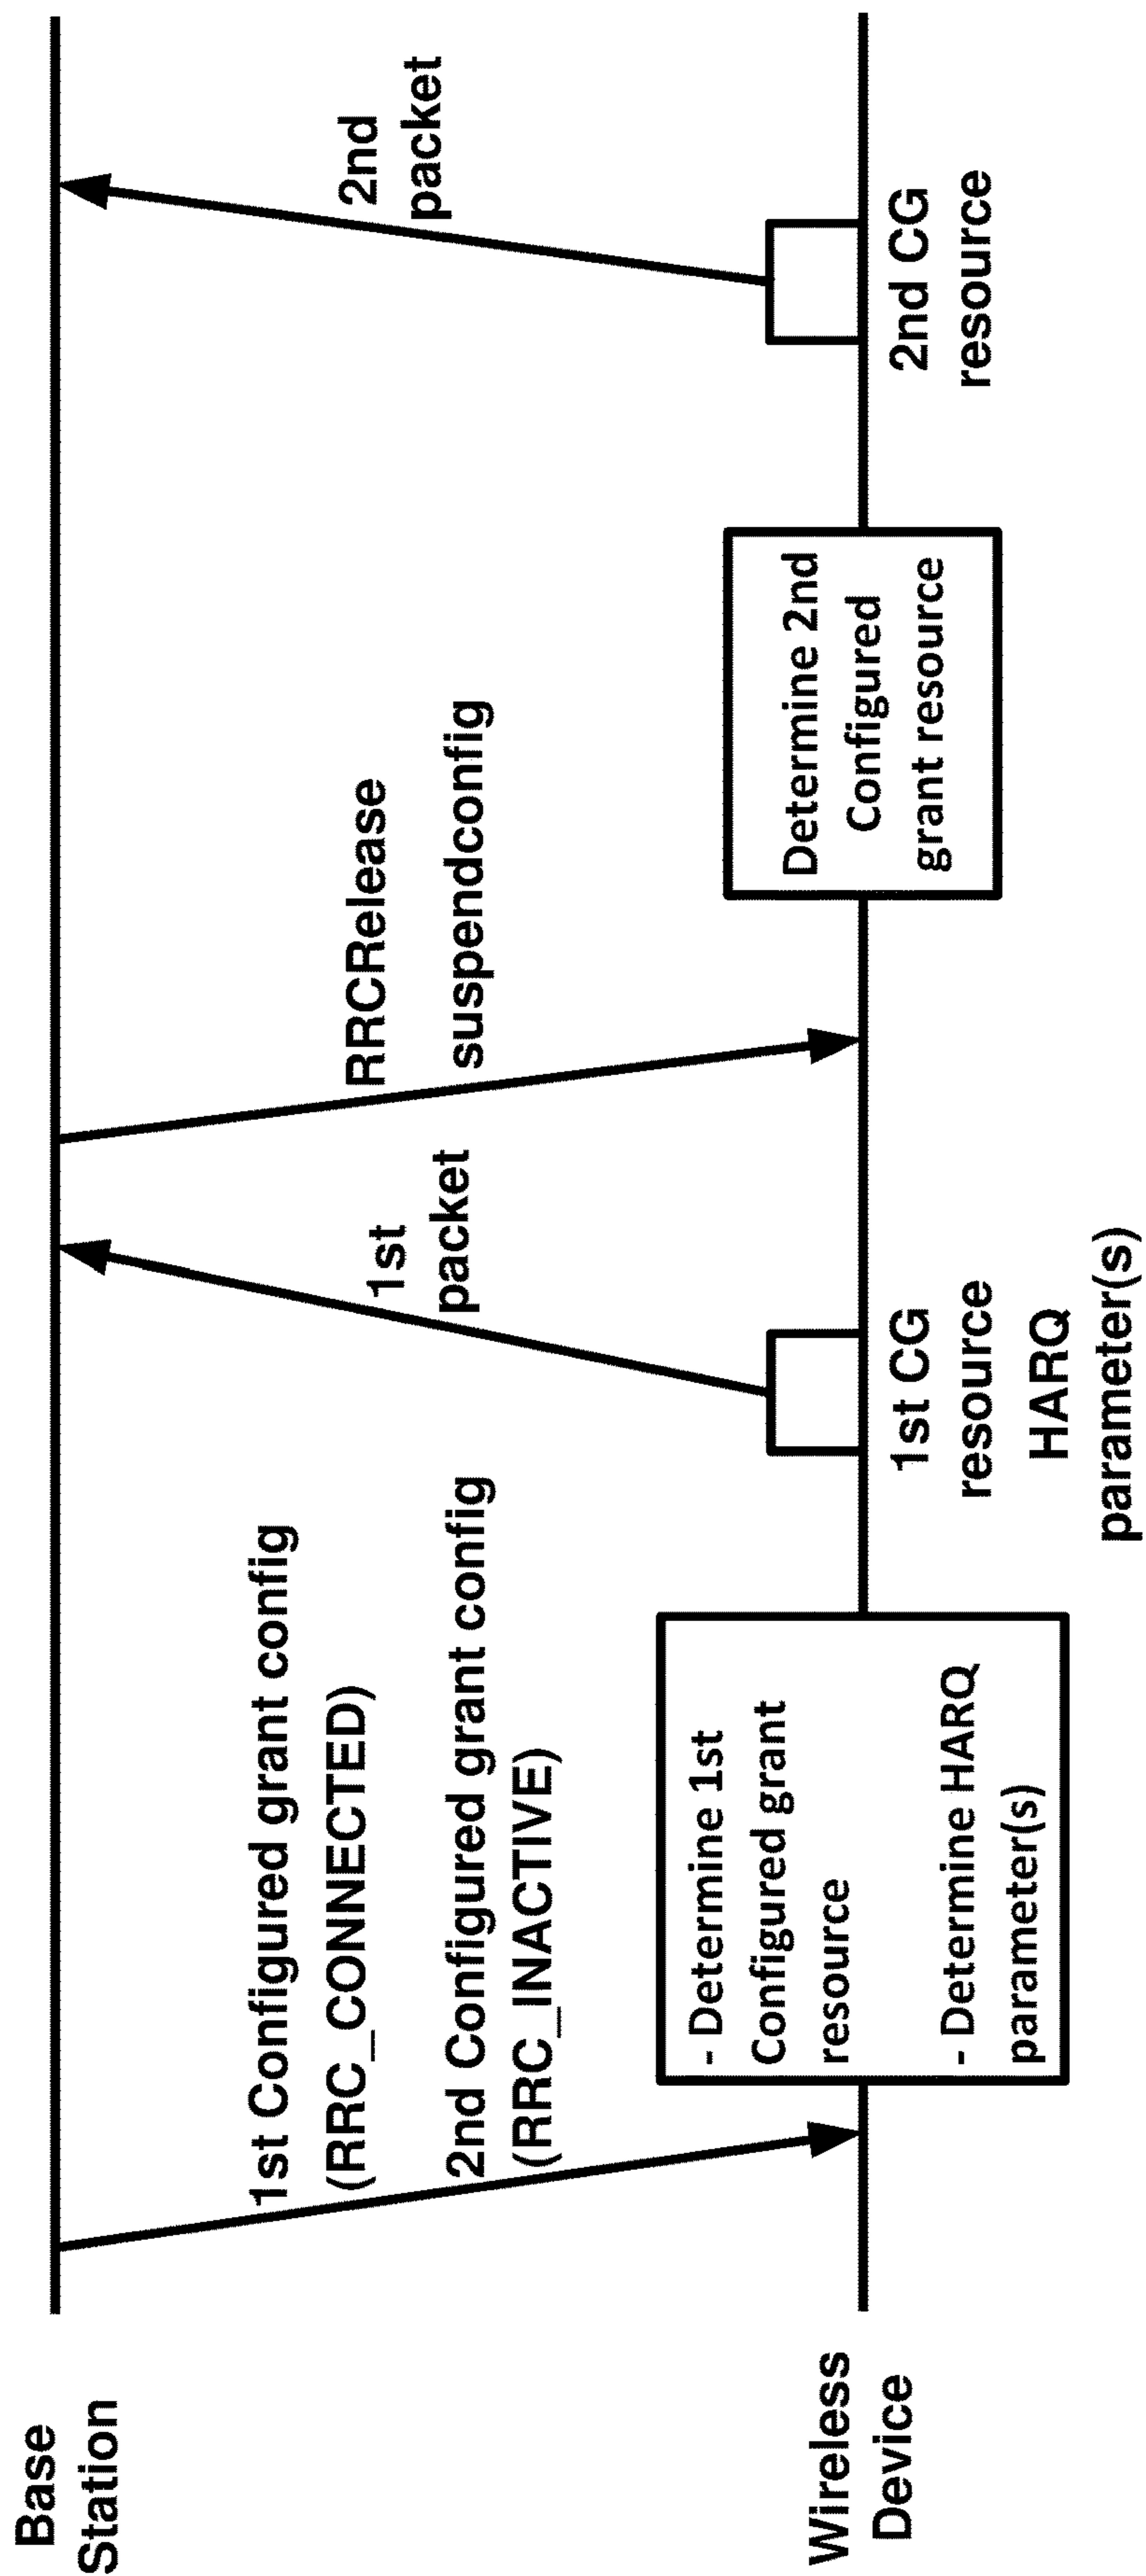 Base
Station
1st Configured grant config
(RRC_CONNECTED)
2nd Configured grant config
(RRC_INACTIVE)
1st
packet
RRCRelease
suspendconfig
2nd
packet
Wireless
Device
- Determine 1st
Configured grant
resource
- Determine HARQ
parameter(s)
1st CG
resource
HARQ
parameter(s)
Determine 2nd
Configured
grant resource
2nd CG
resource